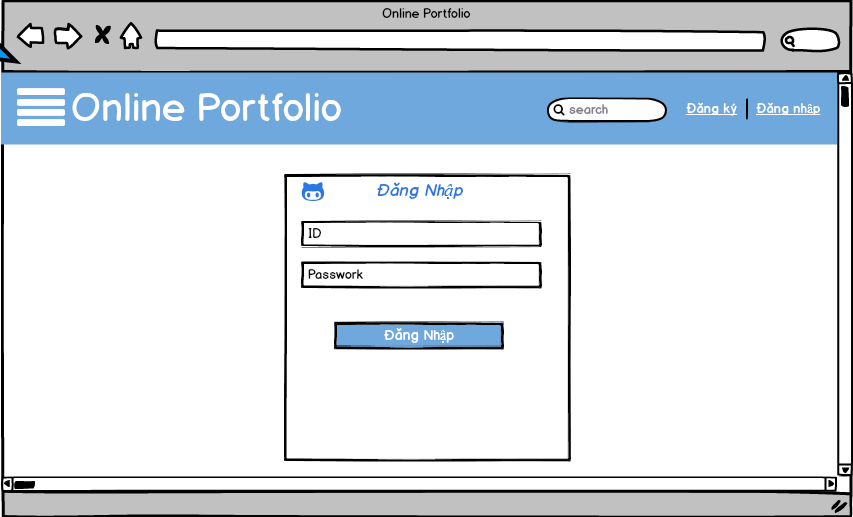 Online Portfolio
Online Portfolio
search
Đăng ký
Đăng nhập
Đăng Nhập
ID
Passwork
Đăng Nhập